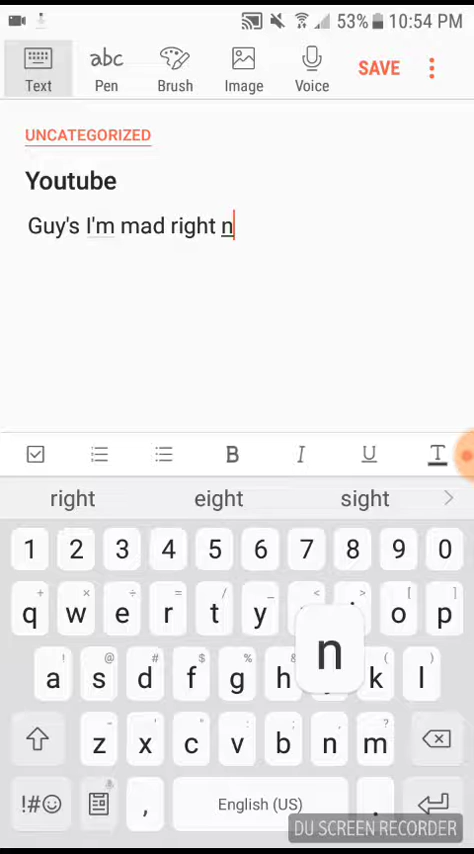 53% 10:54 PM
abc
Text Pen Brush Image Voice SAVE
UNCATEGORIZED
Youtube
Guy's I'm mad right n
B I U T
right eight sight >
1 2 3 4 5 6 7 8 9 0
+ × ÷ = / _ < > [ ]
q w e r t y o p
! @ # $ % & ( )
a s d f g h n k l
- ' " : ; , ?
z x c v b n m
!#☺ , English (US) .
DU SCREEN RECORDER